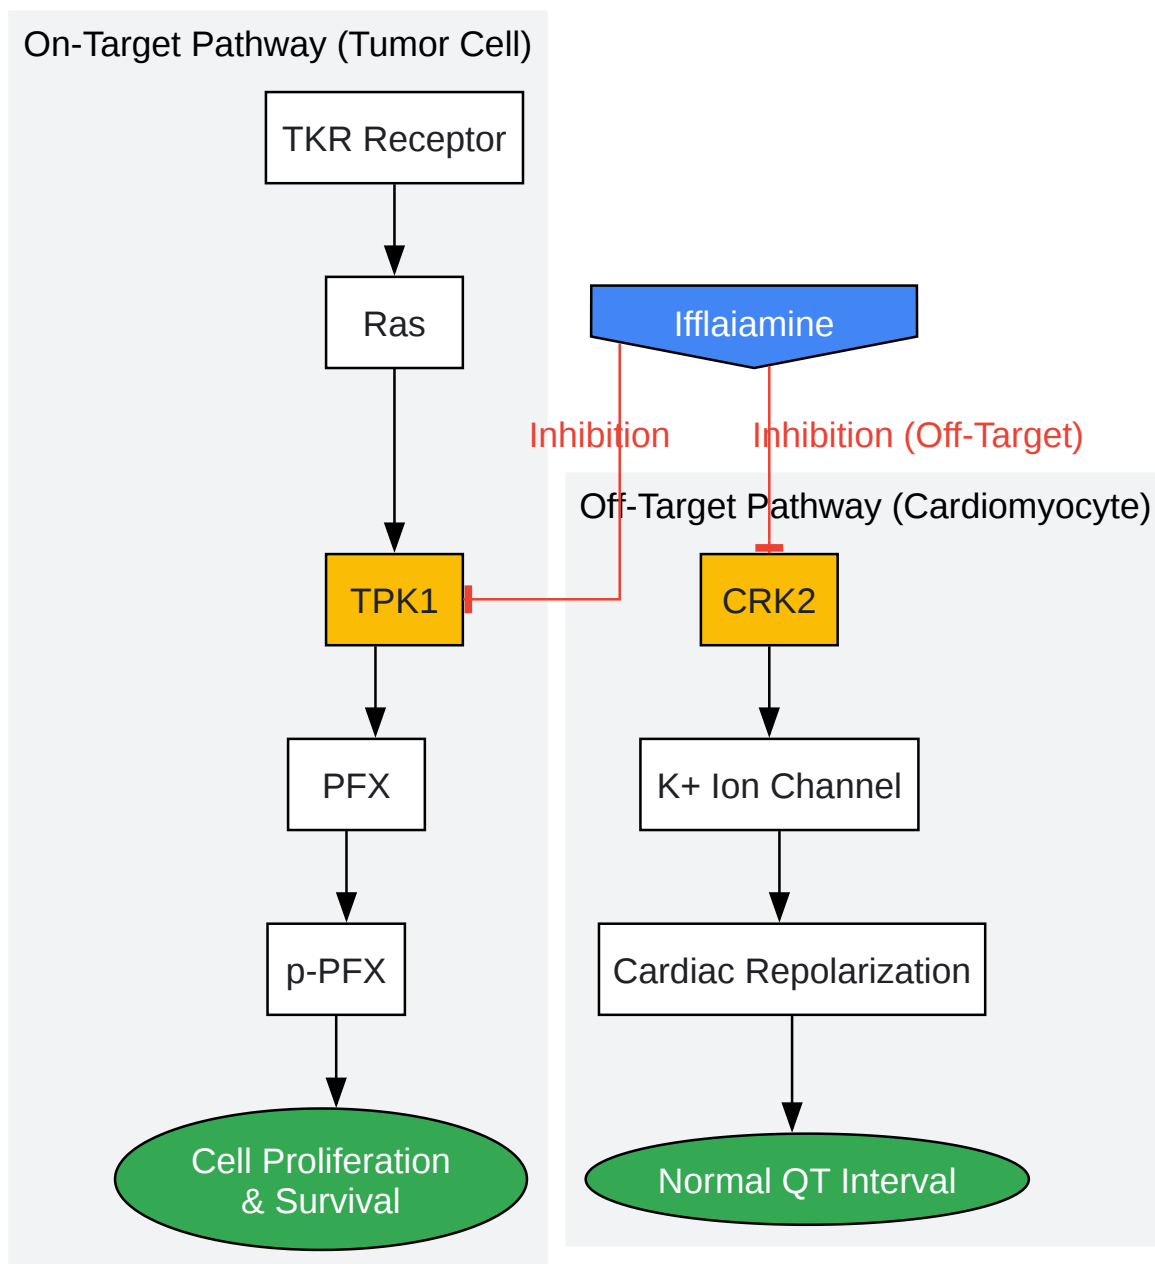 On-Target Pathway (Tumor Cell)
TKR Receptor
Ras
Ifflaiamine
Inhibition
Inhibition (Off-Target)
Off-Target Pathway (Cardiomyocyte)
TPK1
CRK2
PFX
K+ Ion Channel
p-PFX
Cardiac Repolarization
Cell Proliferation
& Survival
Normal QT Interval